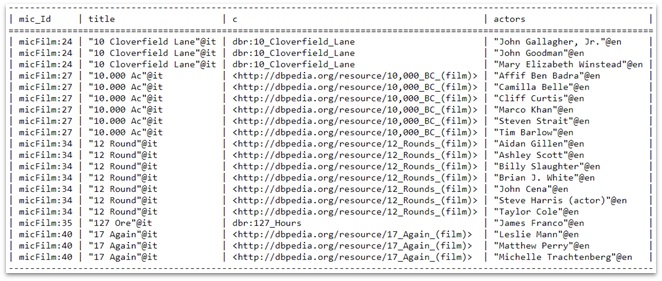 | mic_Id | title | c | actors |
| micFilm:24 | "10 Cloverfield Lane"@it | dbr:10_Cloverfield_Lane | "John Gallagher, Jr."@en |
| micFilm:24 | "10 Cloverfield Lane"@it | dbr:10_Cloverfield_Lane | "John Goodman"@en |
| micFilm:24 | "10 Cloverfield Lane"@it | dbr:10_Cloverfield_Lane | "Mary Elizabeth Winstead"@en |
| micFilm:27 | "10.000 Ac"@it | <http://dbpedia.org/resource/10,000_BC_(film)> | "Affif Ben Badra"@en |
| micFilm:27 | "10.000 Ac"@it | <http://dbpedia.org/resource/10,000_BC_(film)> | "Camilla Belle"@en |
| micFilm:27 | "10.000 Ac"@it | <http://dbpedia.org/resource/10,000_BC_(film)> | "Cliff Curtis"@en |
| micFilm:27 | "10.000 Ac"@it | <http://dbpedia.org/resource/10,000_BC_(film)> | "Marco Khan"@en |
| micFilm:27 | "10.000 Ac"@it | <http://dbpedia.org/resource/10,000_BC_(film)> | "Steven Strait"@en |
| micFilm:27 | "10.000 Ac"@it | <http://dbpedia.org/resource/10,000_BC_(film)> | "Tim Barlow"@en |
| micFilm:34 | "12 Round"@it | <http://dbpedia.org/resource/12_Rounds_(film)> | "Aidan Gillen"@en |
| micFilm:34 | "12 Round"@it | <http://dbpedia.org/resource/12_Rounds_(film)> | "Ashley Scott"@en |
| micFilm:34 | "12 Round"@it | <http://dbpedia.org/resource/12_Rounds_(film)> | "Billy Slaughter"@en |
| micFilm:34 | "12 Round"@it | <http://dbpedia.org/resource/12_Rounds_(film)> | "Brian J. White"@en |
| micFilm:34 | "12 Round"@it | <http://dbpedia.org/resource/12_Rounds_(film)> | "John Cena"@en |
| micFilm:34 | "12 Round"@it | <http://dbpedia.org/resource/12_Rounds_(film)> | "Steve Harris (actor)"@en |
| micFilm:34 | "12 Round"@it | <http://dbpedia.org/resource/12_Rounds_(film)> | "Taylor Cole"@en |
| micFilm:35 | "127 Ore"@it | dbr:127_Hours | "James Franco"@en |
| micFilm:40 | "17 Again"@it | <http://dbpedia.org/resource/17_Again_(film)> | "Leslie Mann"@en |
| micFilm:40 | "17 Again"@it | <http://dbpedia.org/resource/17_Again_(film)> | "Matthew Perry"@en |
| micFilm:40 | "17 Again"@it | <http://dbpedia.org/resource/17_Again_(film)> | "Michelle Trachtenberg"@en |